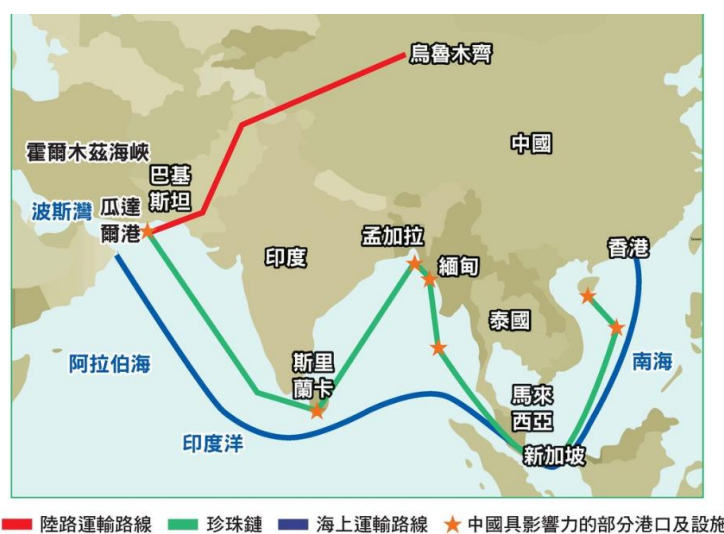 烏魯木齊
中國
霍爾木茲海峽
巴基
斯坦
波斯灣
瓜達
爾港
印度
孟加拉
緬甸
香港
泰國
阿拉伯海
斯里
蘭卡
南海
馬來
西亞
印度洋
新加坡
陸路運輸路線
珍珠鏈
海上運輸路線
中國具影響力的部分港口及設施